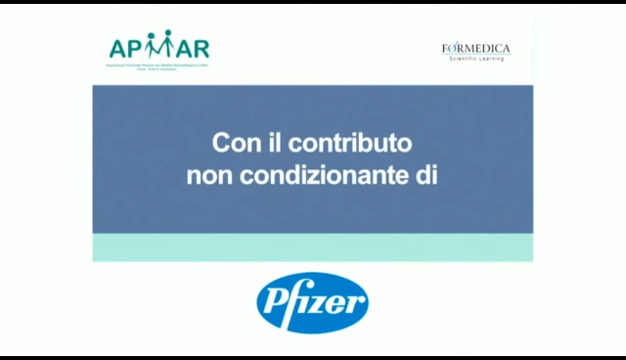 APMAR
FORMEDICA
Scientific Learning
Con il contributo
non condizionante di
Pfizer